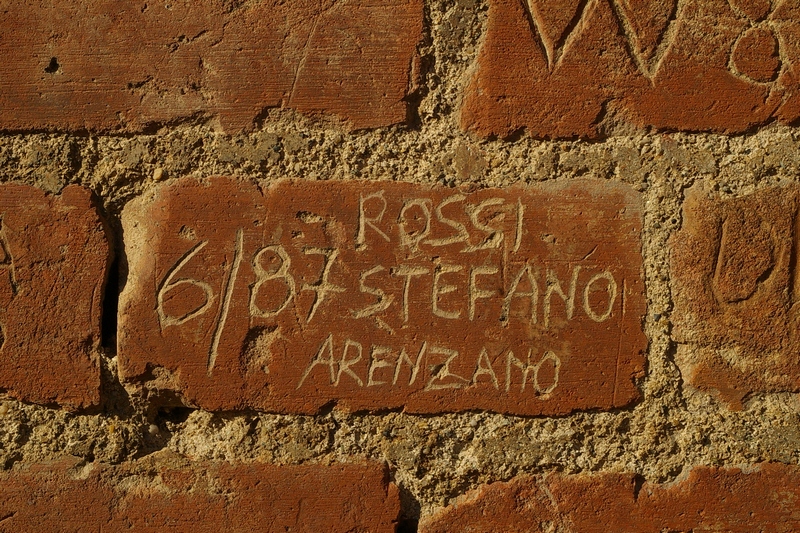 W
ROSSI
6/87 STEFANO
ARENZANO